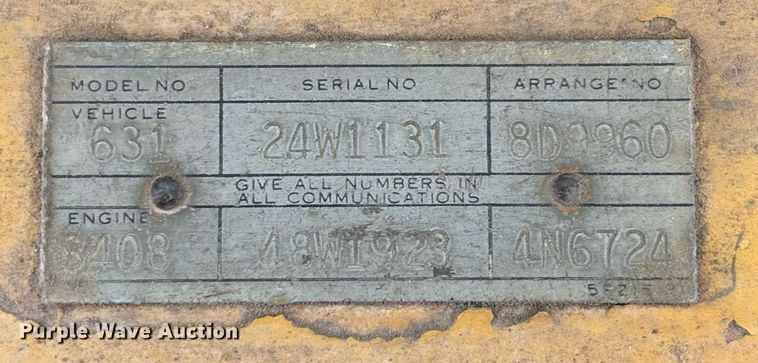 MODEL NO SERIAL NO ARRANGE NO
VEHICLE
631 24W1131
GIVE ALL NUMBERS IN
ALL COMMUNICATIONS
ENGINE
3408 48W1923 4N6724
Purple Wave Auction